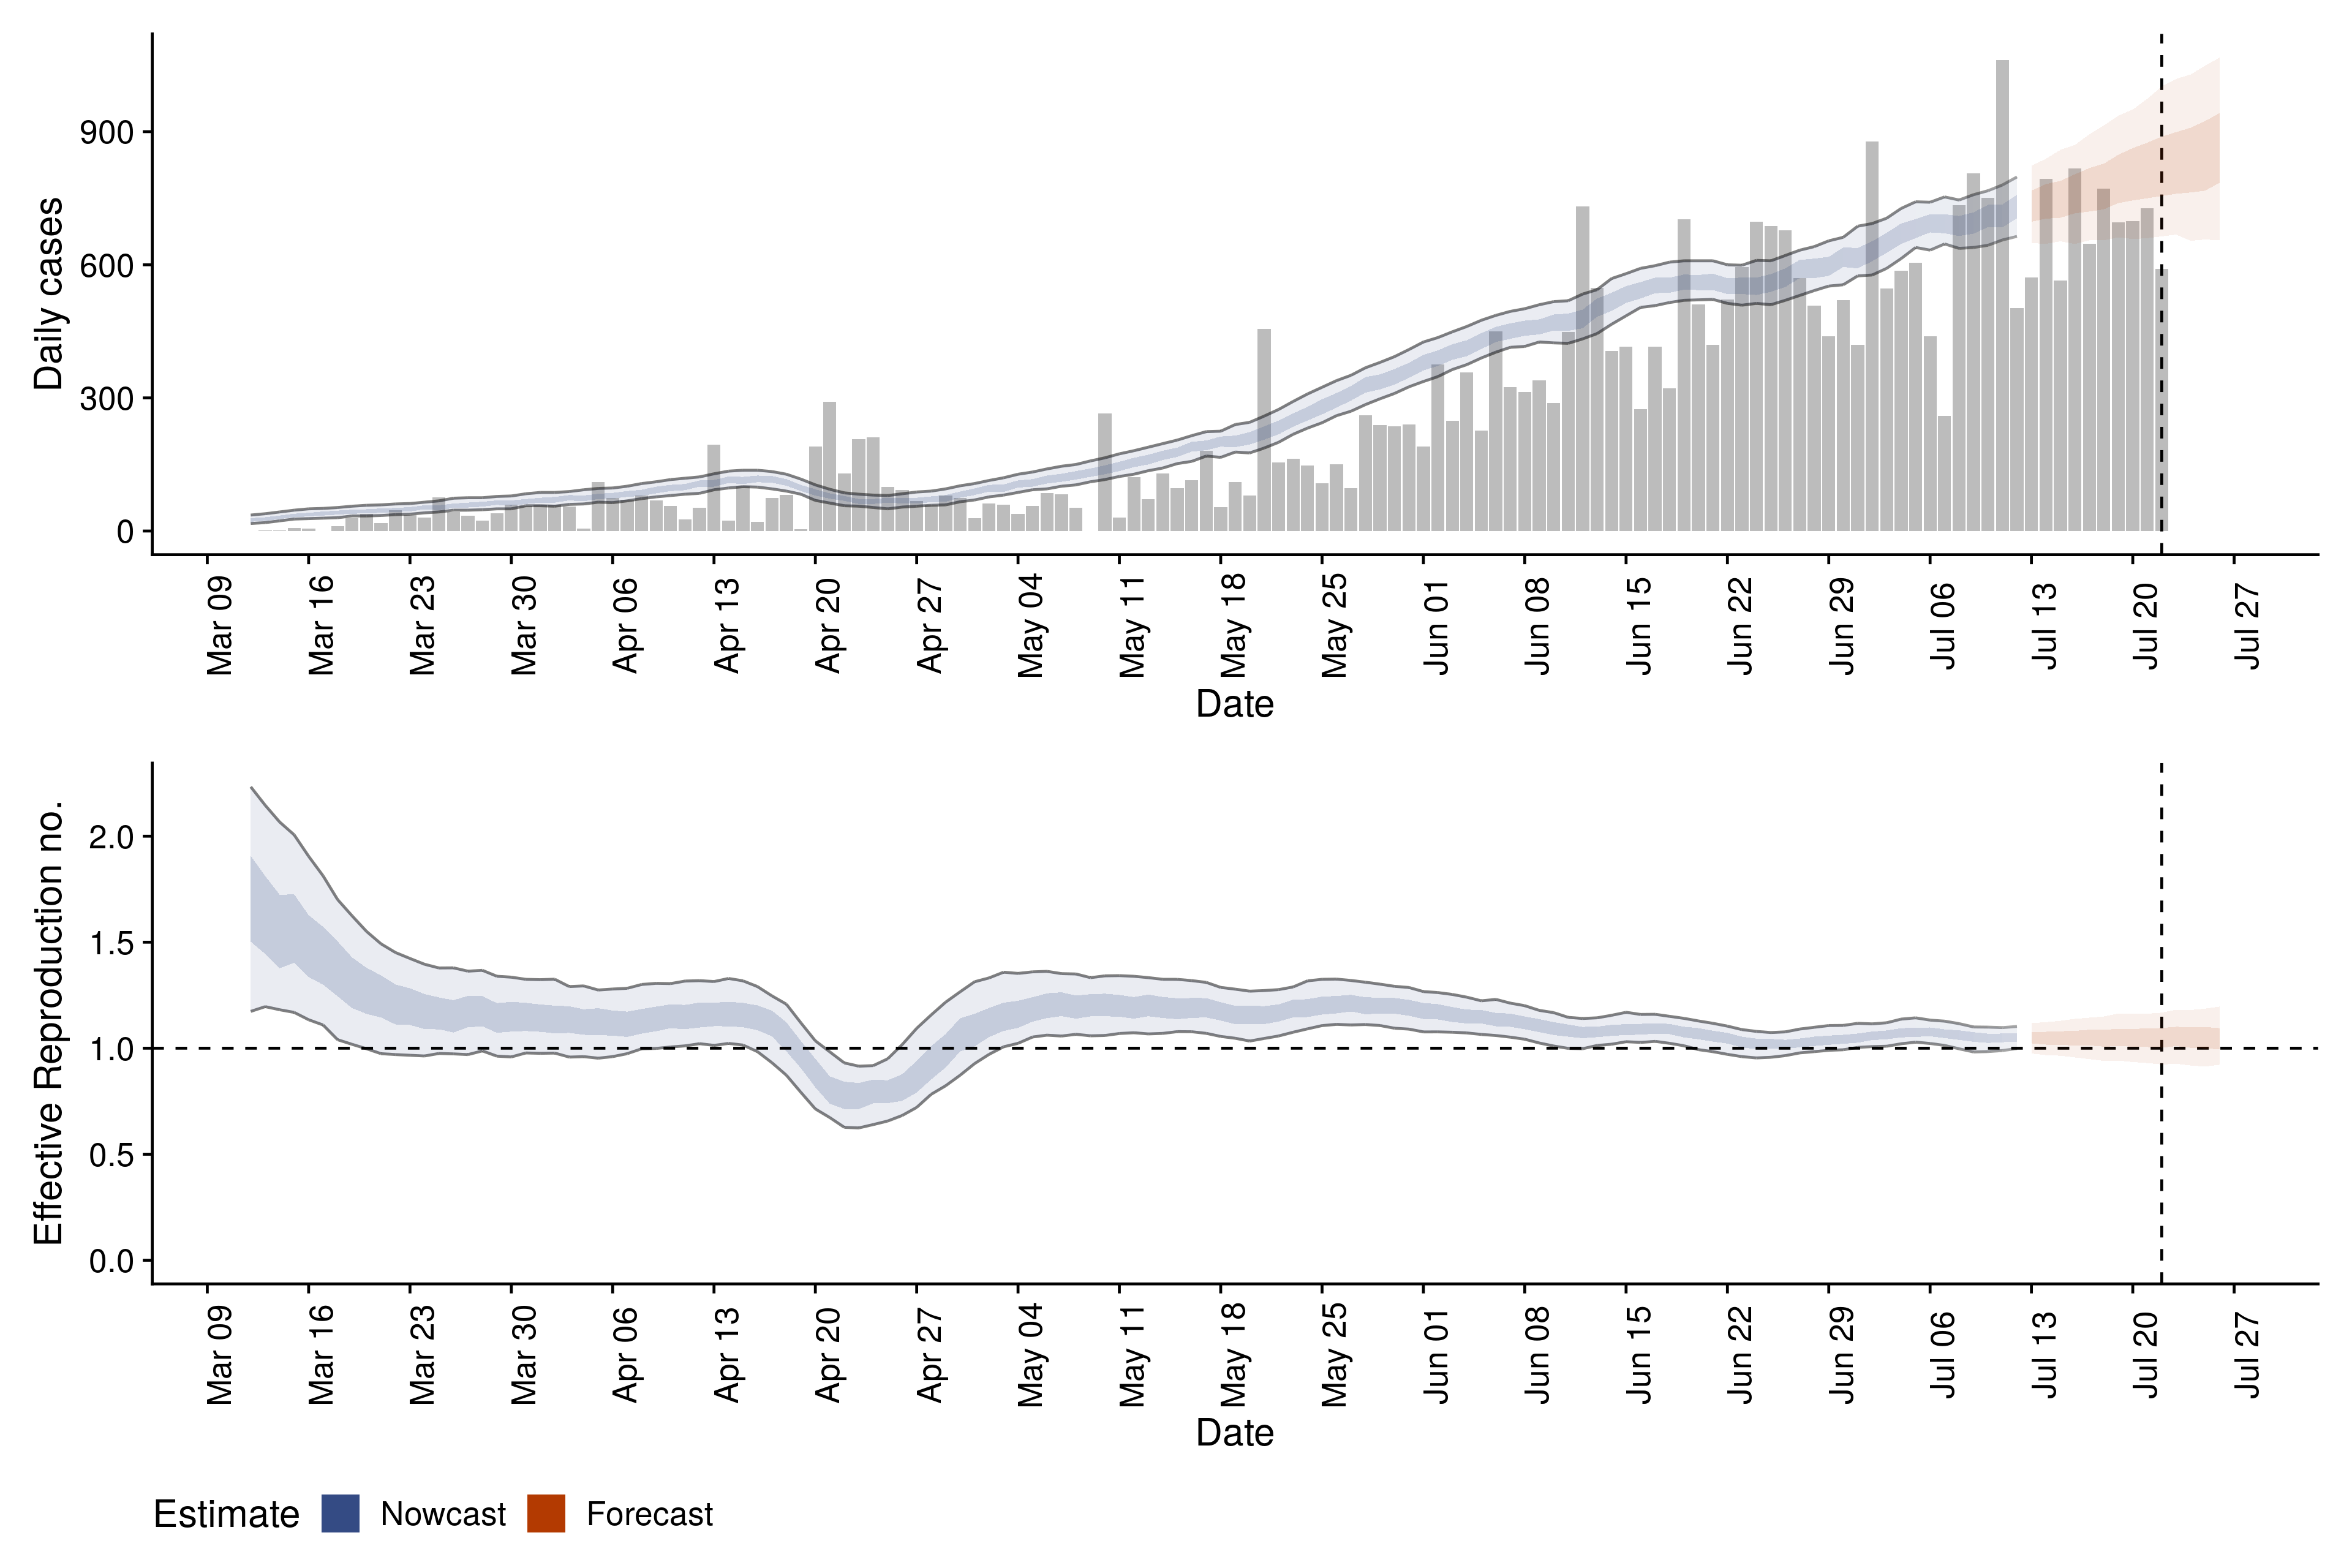 Daily cases
900
600
300
0
Mar 09
Mar 16
Mar 23
Mar 30
Apr 06
Apr 13
Apr 20
Apr 27
May 04
May 11
May 18
May 25
Jun 01
Jun 08
Jun 15
Jun 22
Jun 29
Jul 06
Jul 13
Jul 20
Jul 27
Date
Effective Reproduction no.
2.0
1.5
1.0
0.5
0.0
Mar 09
Mar 16
Mar 23
Mar 30
Apr 06
Apr 13
Apr 20
Apr 27
May 04
May 11
May 18
May 25
Jun 01
Jun 08
Jun 15
Jun 22
Jun 29
Jul 06
Jul 13
Jul 20
Jul 27
Date
Estimate Nowcast Forecast